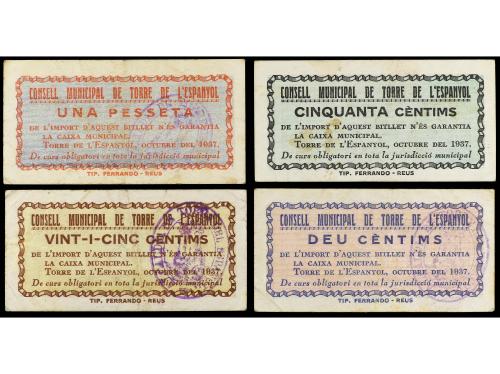 CONSELL MUNICIPAL DE TORRE DE L'ESPANYOL
UNA PESSETA
DE L'IMPORT D'AQUEST BITLLET N'ÉS GARANTIA
LA CAIXA MUNICIPAL.
TORRE DE L'ESPANYOL, OCTUBRE DEL 1937.
De curs obligatori en tota la jurisdicció municipal
TIP. FERRANDO - REUS
CONSELL MUNICIPAL DE TORRE DE L'ESPANYOL
CINQUANTA CÈNTIMS
DE L'IMPORT D'AQUEST BITLLET N'ÉS GARANTIA
LA CAIXA MUNICIPAL.
TORRE DE L'ESPANYOL, OCTUBRE DEL 1937.
De curs obligatori en tota la jurisdicció municipal
TIP. FERRANDO - REUS
CONSELL MUNICIPAL DE TORRE DE L'ESPANYOL
VINT-I-CINC CÈNTIMS
DE L'IMPORT D'AQUEST BITLLET N'ÉS GARANTIA
LA CAIXA MUNICIPAL.
TORRE DE L'ESPANYOL, OCTUBRE DEL 1937.
De curs obligatori en tota la jurisdicció municipal
TIP. FERRANDO - REUS
CONSELL MUNICIPAL DE TORRE DE L'ESPANYOL
DEU CÈNTIMS
DE L'IMPORT D'AQUEST BITLLET N'ÉS GARANTIA
LA CAIXA MUNICIPAL.
TORRE DE L'ESPANYOL, OCTUBRE DEL 1937.
De curs obligatori en tota la jurisdicció municipal
TIP. FERRANDO - REUS